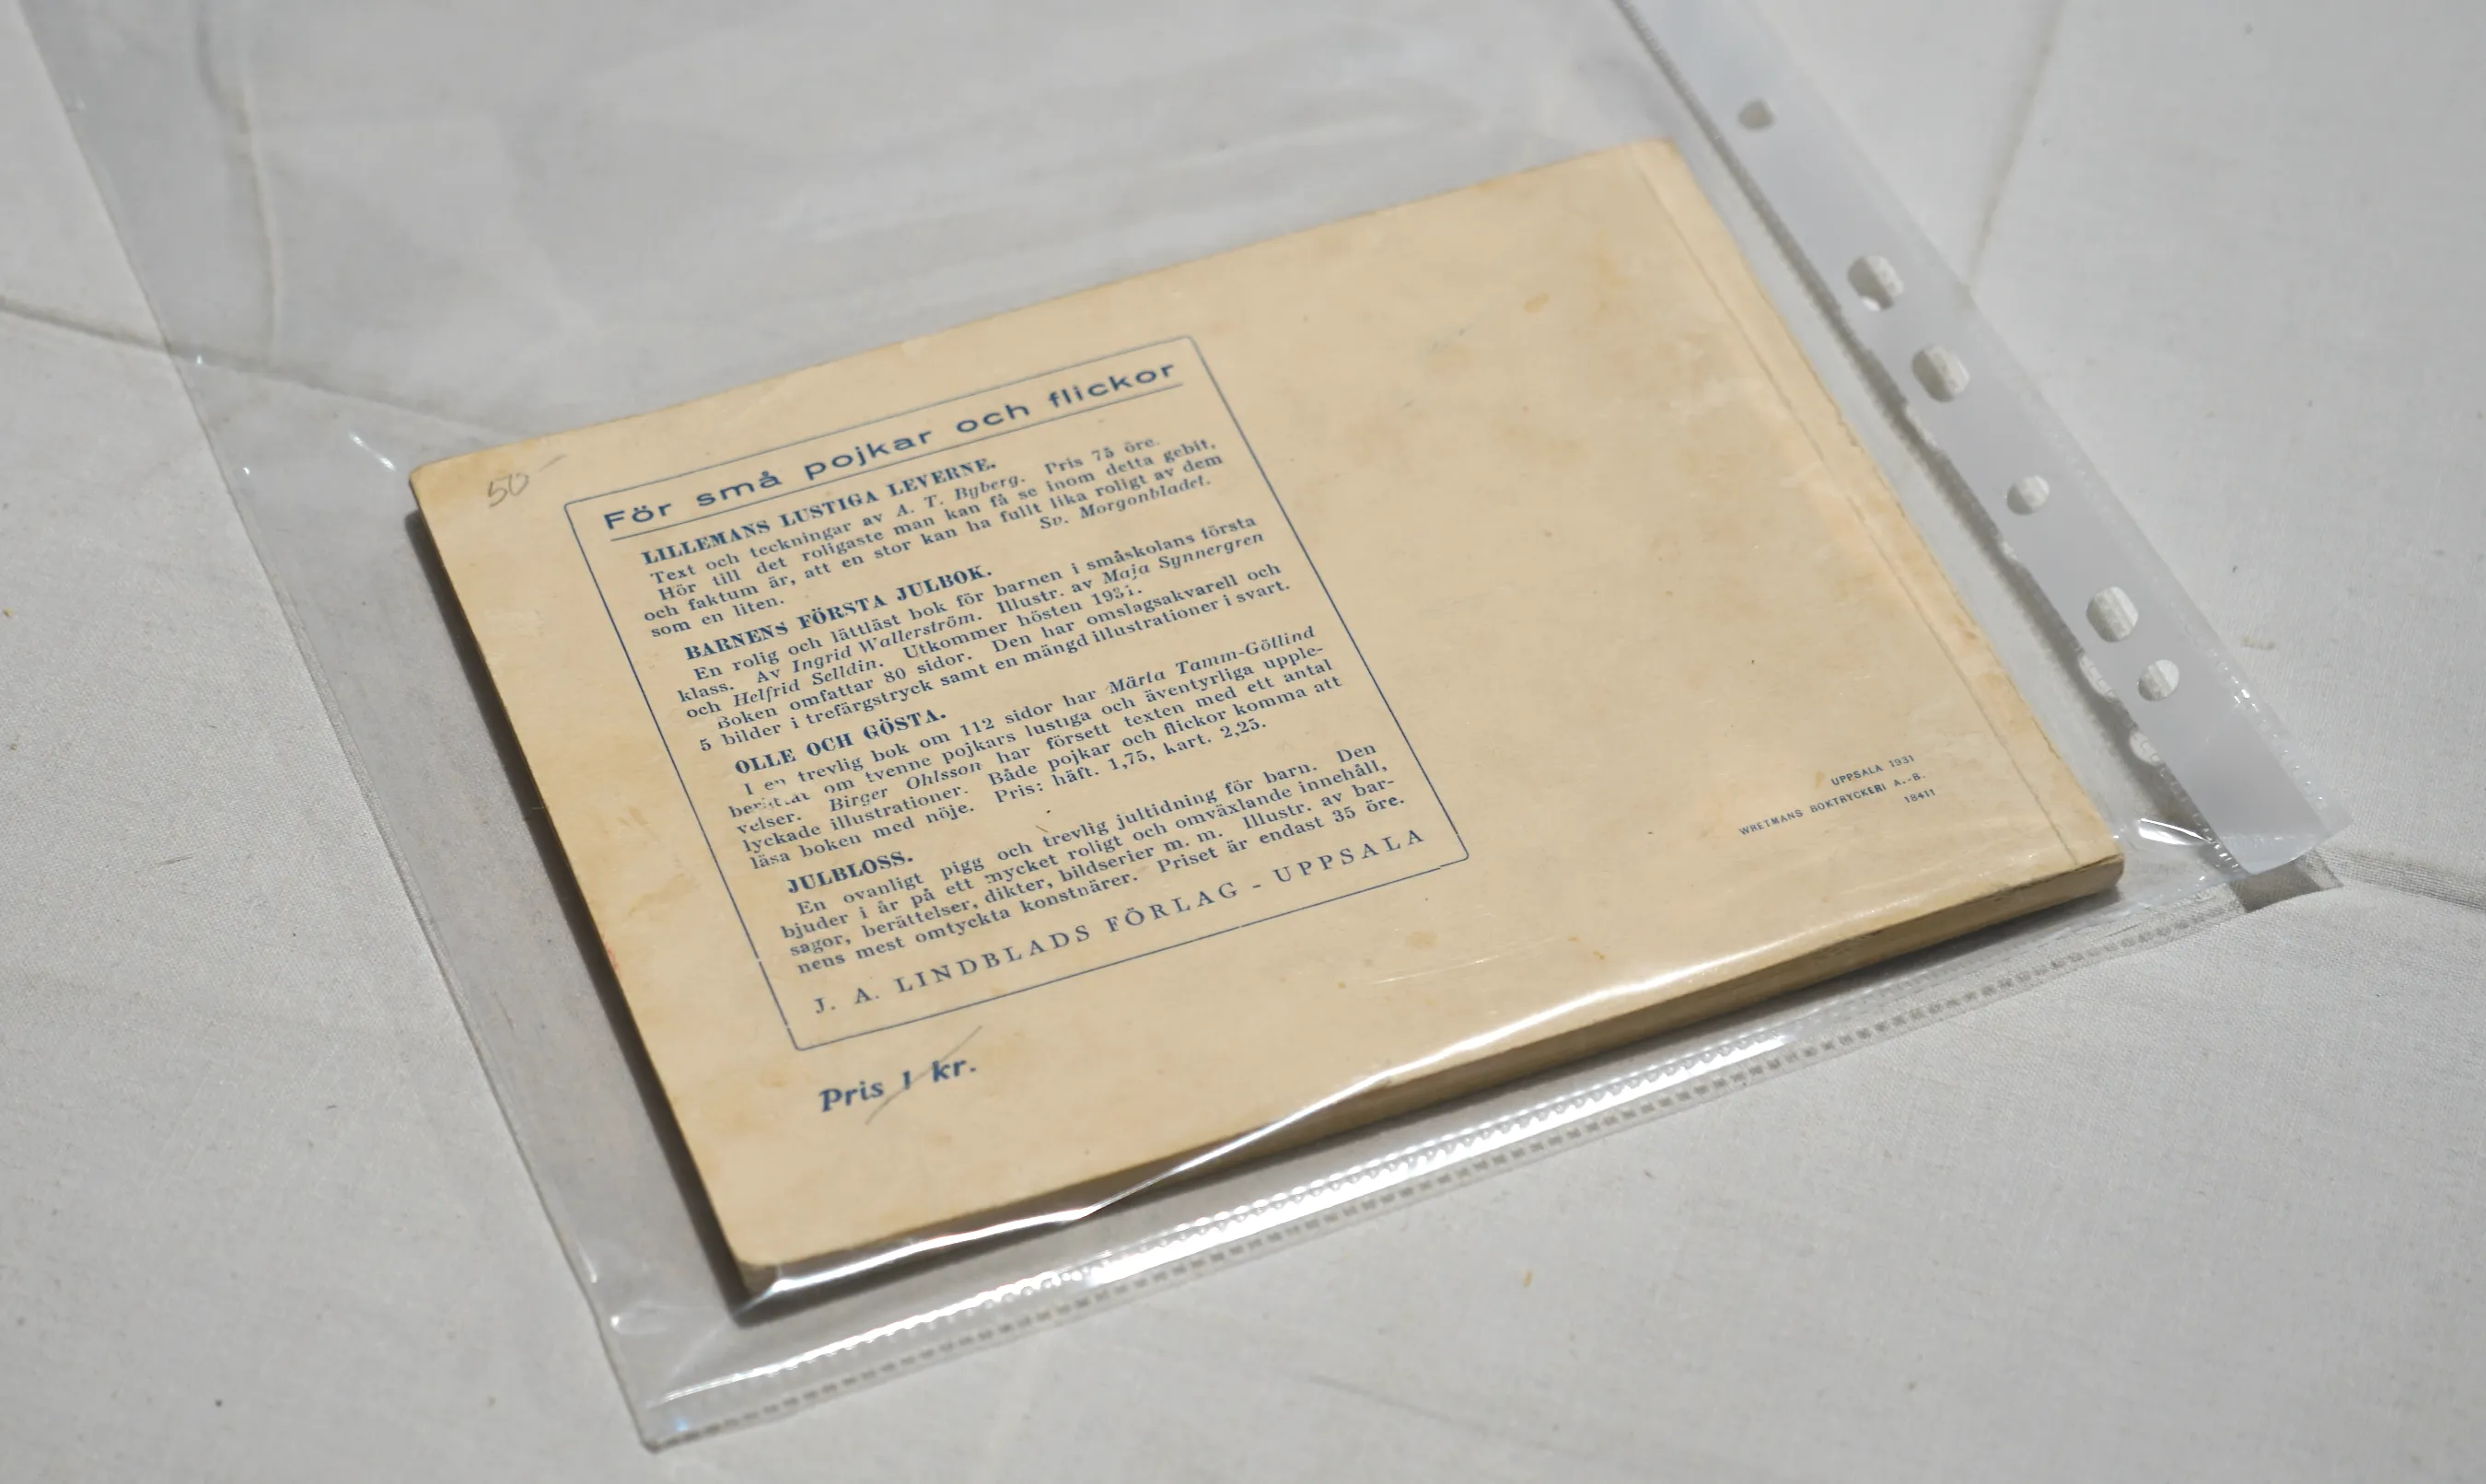 50 -
För små pojkar och flickor
LILLEMANS LUSTIGA LEVERNE.
Text och teckningar av A. T. Byberg. Pris 75 öre.
Hör till det roligaste man kan få se inom detta gebit,
och faktum är, att en stor kan ha fullt lika roligt av dem
som en liten. Sv. Morgonbladet.
BARNENS FÖRSTA JULBOK.
En rolig och lättläst bok för barnen i småskolans första
klass. Av Ingrid Wallerström. Illustr. av Maja Synnergren
och Helfrid Selldin. Utkommer hösten 1931.
Boken omfattar 80 sidor. Den har omslagsakvarell och
5 bilder i trefärgstryck samt en mängd illustrationer i svart.
OLLE OCH GÖSTA.
I en trevlig bok om 112 sidor har Märta Tamm-Götlind
berättat om tvenne pojkars lustiga och äventyrliga upple-
velser. Birger Ohlsson har försett texten med ett antal
lyckade illustrationer. Både pojkar och flickor komma att
läsa boken med nöje. Pris: häft. 1,75, kart. 2,25.
JULBLOSS.
En ovanligt pigg och trevlig jultidning för barn. Den
bjuder i år på ett mycket roligt och omväxlande innehåll,
sagor, berättelser, dikter, bildserier m. m. Illustr. av bar-
nens mest omtyckta konstnärer. Priset är endast 35 öre.
J. A. LINDBLADS FÖRLAG - UPPSALA
Pris 1 kr.
UPPSALA 1931
WRETMANS BOKTRYCKERI A.-B.
18411